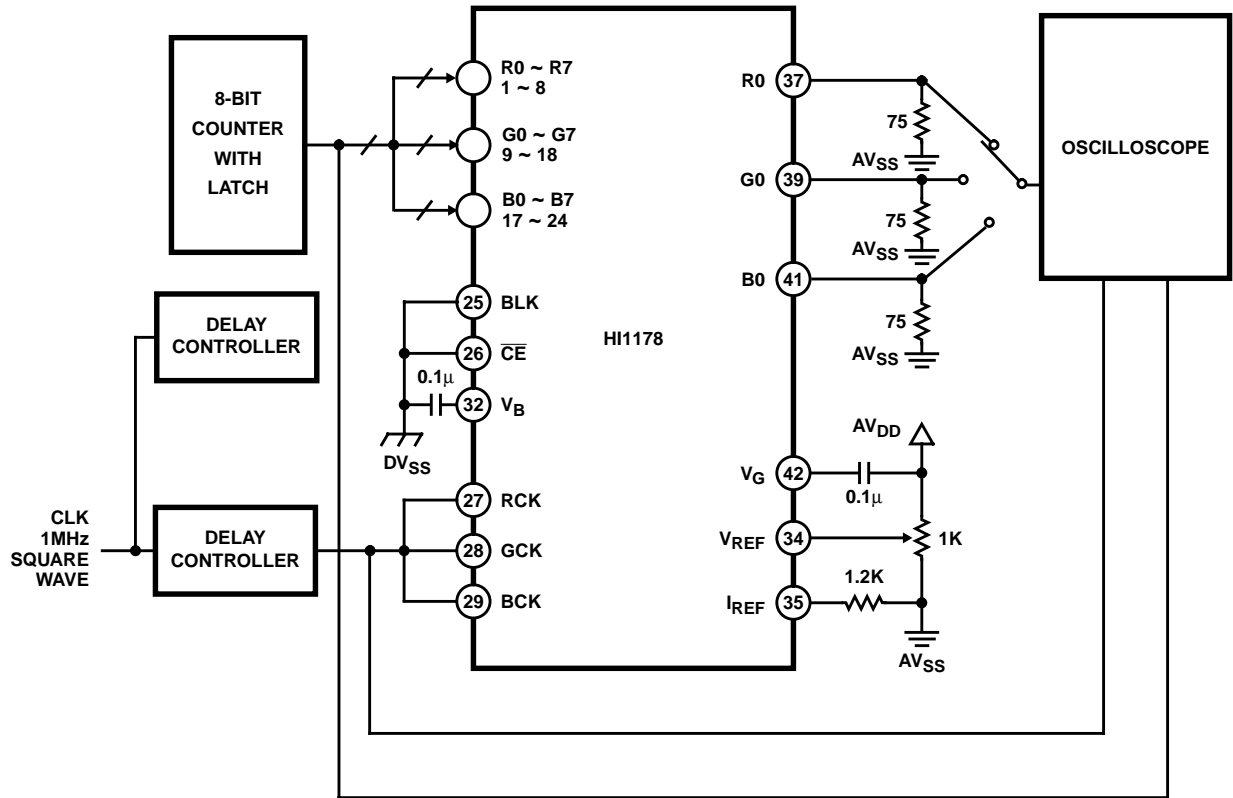 8-BIT
COUNTER
WITH
LATCH
R0 ~ R7
1 ~ 8
G0 ~ G7
9 ~ 18
B0 ~ B7
17 ~ 24
DELAY
CONTROLLER
25 BLK
26 C̅E̅
0.1μ
32 VB
DVSS
CLK
1MHz
SQUARE
WAVE
DELAY
CONTROLLER
27 RCK
28 GCK
29 BCK
HI1178
R0 37
75
AVSS
G0 39
75
AVSS
B0 41
75
AVSS
OSCILLOSCOPE
AVDD
VG 42
0.1μ
VREF 34
1K
1.2K
IREF 35
AVSS